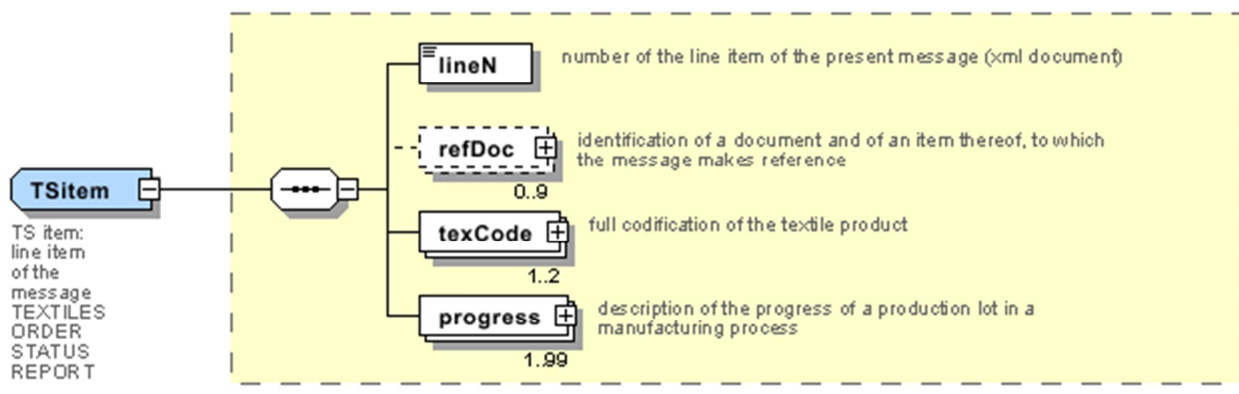 lineN
number of the line item of the present message (xml document)
refDoc
identification of a document and of an item thereof, to which
the message makes reference
0..9
TSitem
texCode
full codification of the textile product
1..2
TS item:
line item
of the
message
TEXTILES
ORDER
STATUS
REPORT
progress
description of the progress of a production lot in a
manufacturing process
1..99